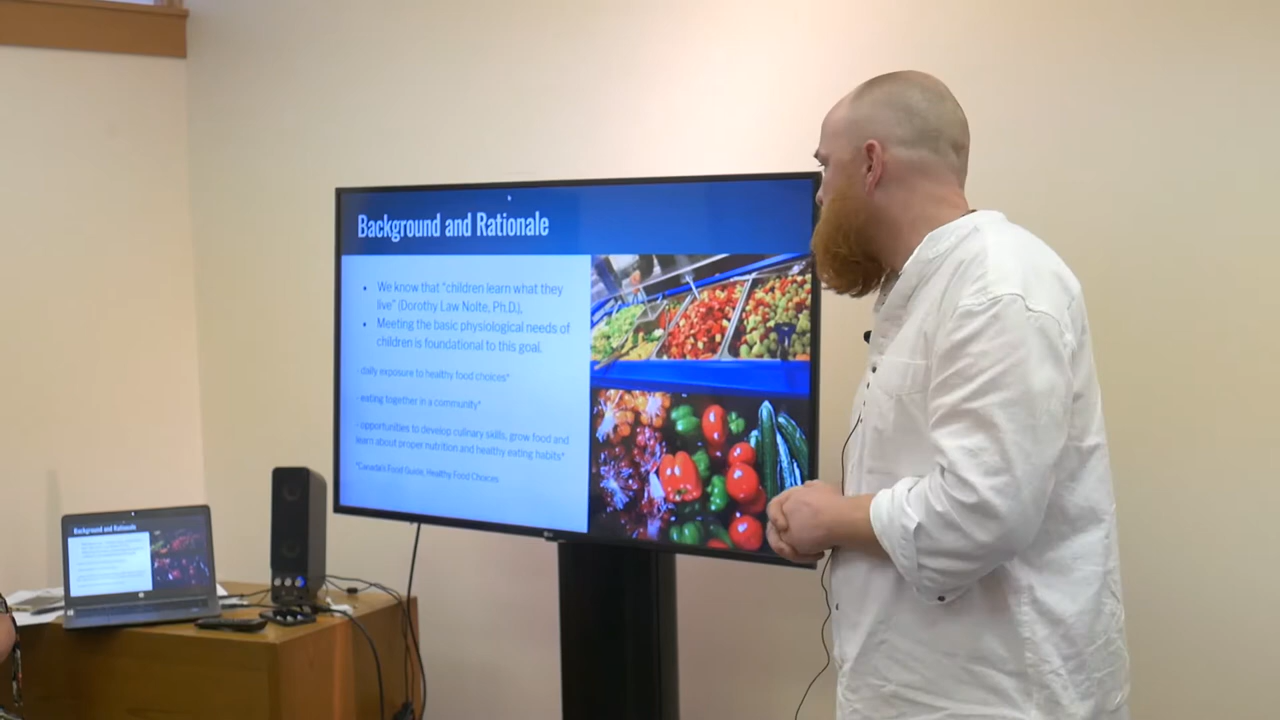 Background and Rationale
We know that "children learn what they
live" (Dorothy Law Nolte, Ph.D.),
Meeting the basic physiological needs of
children is foundational to this goal.
- daily exposure to healthy food choices*
- eating together in a community*
- opportunities to develop culinary skills, grow food and
learn about proper nutrition and healthy eating habits*
*Canada's Food Guide, Healthy Food Choices
LG
Background and Rationale